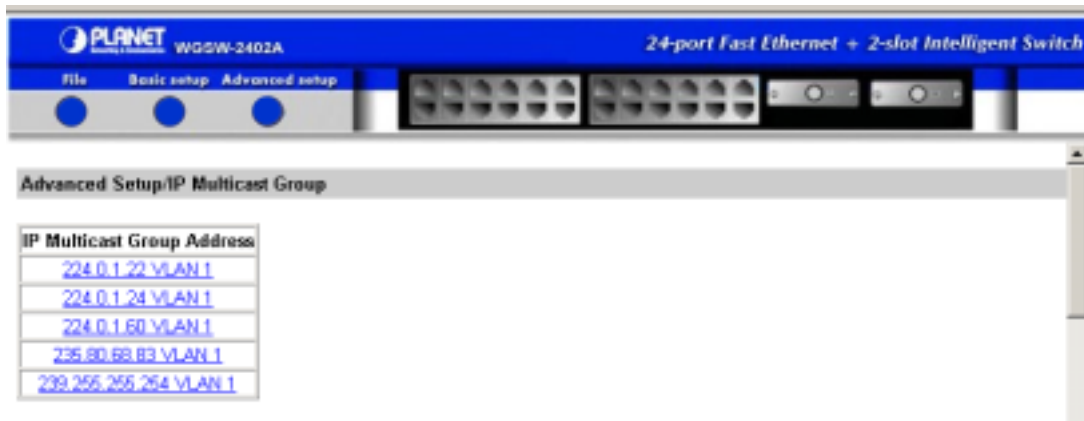 PLANET
WGSW-2402A
24-port Fast Ethernet + 2-slot Intelligent Switch
File Basic setup Advanced setup
Advanced Setup/IP Multicast Group
IP Multicast Group Address
224.0.1.22 VLAN 1
224.0.1.24 VLAN 1
224.0.1.60 VLAN 1
235.80.68.83 VLAN 1
239.255.255.254 VLAN 1